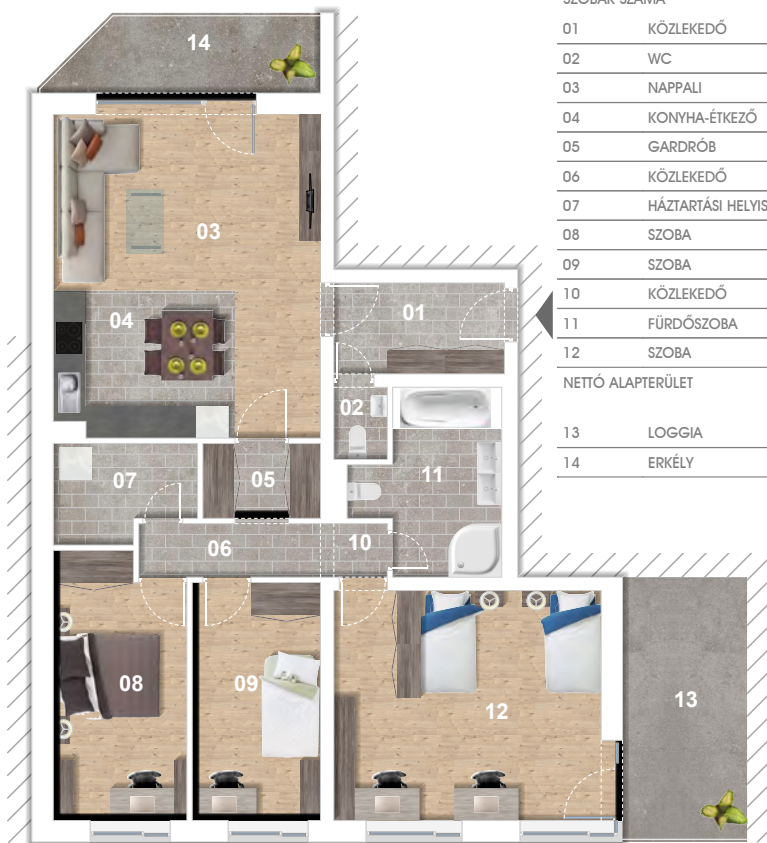 SZOBÁK SZÁMA
01 KÖZLEKEDŐ
02 WC
03 NAPPALI
04 KONYHA-ÉTKEZŐ
05 GARDRÓB
06 KÖZLEKEDŐ
07 HÁZTARTÁSI HELYIS
08 SZOBA
09 SZOBA
10 KÖZLEKEDŐ
11 FÜRDŐSZOBA
12 SZOBA
NETTÓ ALAPTERÜLET
13 LOGGIA
14 ERKÉLY
14
03
04
01
02
07
05
11
06
10
08
09
12
13